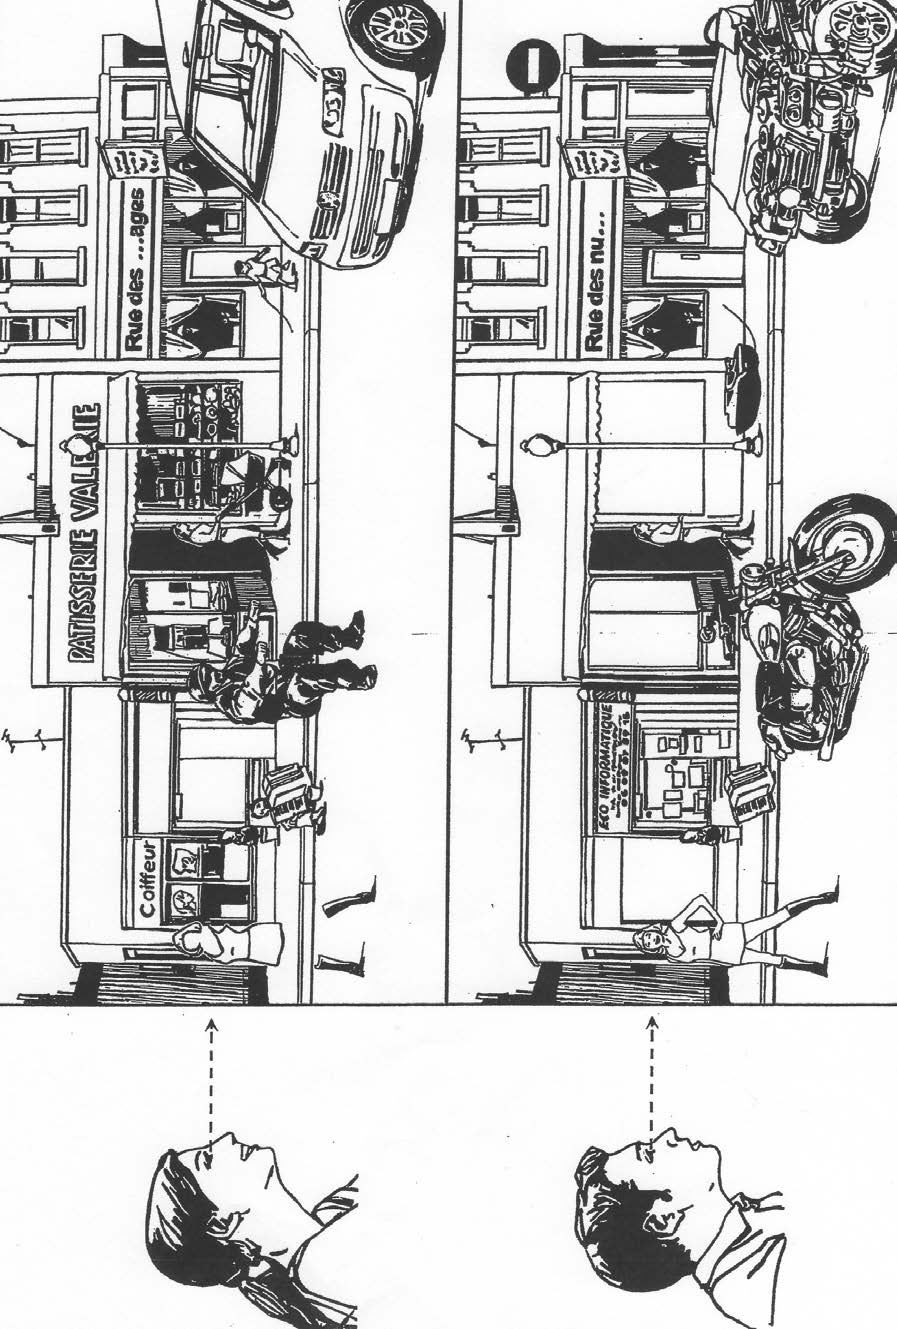 Coiffeur
PATISSERIE VALERIE
Rue des ...ages
ECO INFORMATIQUE
Rue des nu...